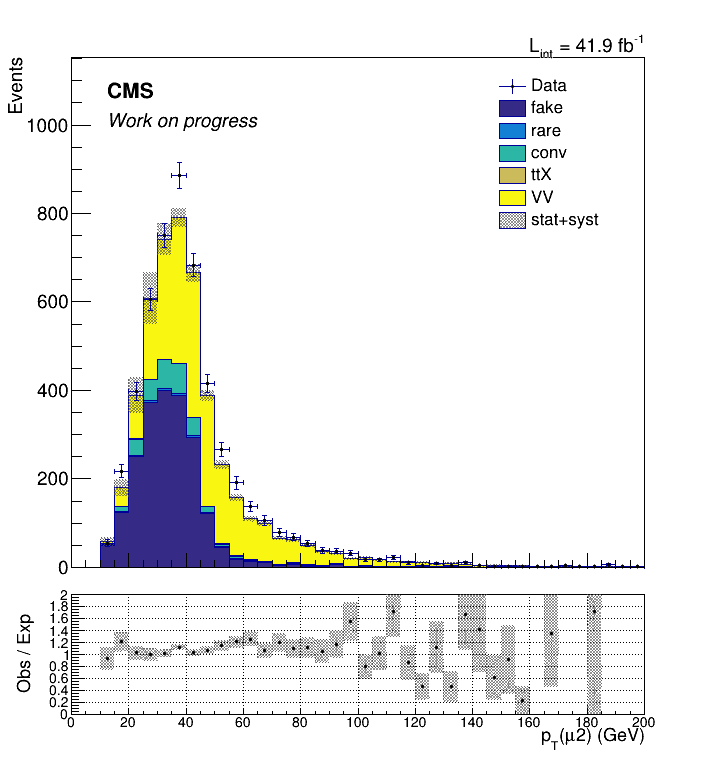 L_int = 41.9 fb^-1
Events
CMS
Work on progress
Data
fake
rare
conv
ttX
VV
stat+syst
1000
800
600
400
200
0
Obs / Exp
2
1.8
1.6
1.4
1.2
1
0.8
0.6
0.4
0.2
0
0 20 40 60 80 100 120 140 160 180 200
p_T(μ2) (GeV)